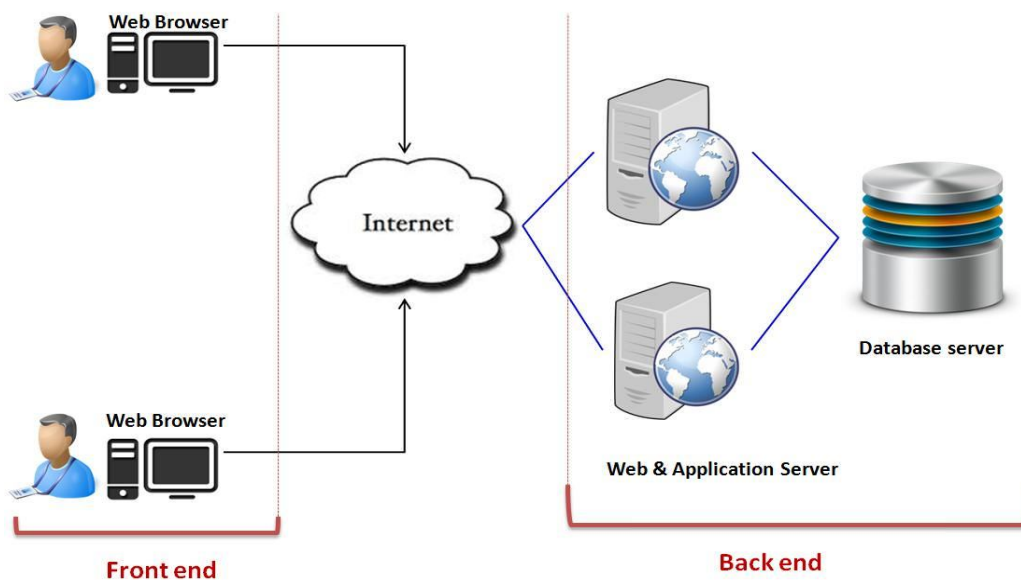 Web Browser
Internet
Database server
Web Browser
Web & Application Server
Front end
Back end